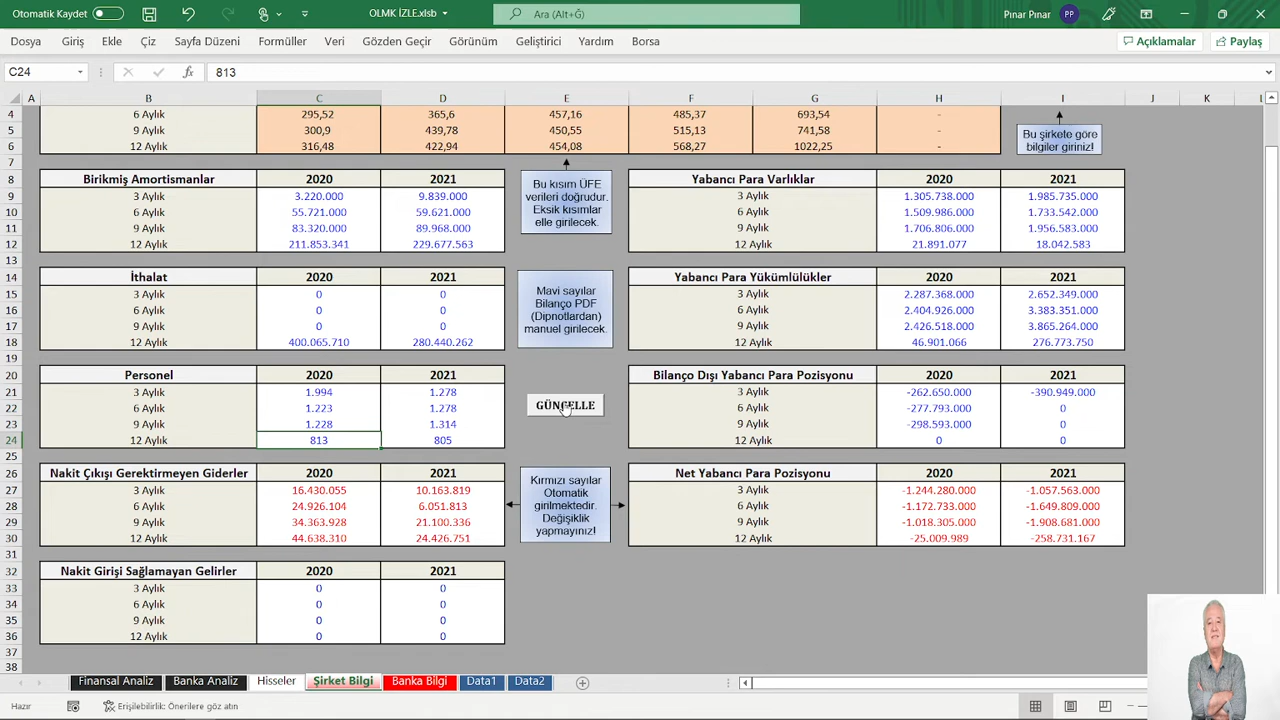 Otomatik Kaydet
OLMK İZLE.xlsb
Ara (Alt+Ğ)
Pınar Pınar
PP
Dosya Giriş Ekle Çiz Sayfa Düzeni Formüller Veri Gözden Geçir Görünüm Geliştirici Yardım Borsa
Açıklamalar
Paylaş
C24
fx
813
A B C D E F G H I J K L
4 6 Aylık 295,52 365,6 457,16 485,37 693,54 -
5 9 Aylık 300,9 439,78 450,55 515,13 741,58 -
6 12 Aylık 316,48 422,94 454,08 568,27 1022,25 -
Bu şirkete göre
bilgiler giriniz!
7
8 Birikmiş Amortismanlar 2020 2021 Yabancı Para Varlıklar 2020 2021
9 3 Aylık 3.220.000 9.839.000 3 Aylık 1.305.738.000 1.985.735.000
10 6 Aylık 55.721.000 59.621.000 6 Aylık 1.509.986.000 1.733.542.000
11 9 Aylık 83.320.000 89.968.000 9 Aylık 1.706.806.000 1.956.583.000
12 12 Aylık 211.853.341 229.677.563 12 Aylık 21.891.077 18.042.583
Bu kısım ÜFE
verileri doğrudur.
Eksik kısımlar
elle girilecek.
13
14 İthalat 2020 2021 Yabancı Para Yükümlülükler 2020 2021
15 3 Aylık 0 0 3 Aylık 2.287.368.000 2.652.349.000
16 6 Aylık 0 0 6 Aylık 2.404.926.000 3.383.351.000
17 9 Aylık 0 0 9 Aylık 2.426.518.000 3.865.264.000
18 12 Aylık 400.065.710 280.440.262 12 Aylık 46.901.066 276.773.750
Mavi sayılar
Bilanço PDF
(Dipnotlardan)
manuel girilecek.
19
20 Personel 2020 2021 Bilanço Dışı Yabancı Para Pozisyonu 2020 2021
21 3 Aylık 1.994 1.278 3 Aylık -262.650.000 -390.949.000
22 6 Aylık 1.223 1.278 6 Aylık -277.793.000 0
23 9 Aylık 1.228 1.314 9 Aylık -298.593.000 0
24 12 Aylık 813 805 12 Aylık 0 0
GÜNCELLE
25
26 Nakit Çıkışı Gerektirmeyen Giderler 2020 2021 Net Yabancı Para Pozisyonu 2020 2021
27 3 Aylık 16.430.055 10.163.819 3 Aylık -1.244.280.000 -1.057.563.000
28 6 Aylık 24.926.104 6.051.813 6 Aylık -1.172.733.000 -1.649.809.000
29 9 Aylık 34.363.928 21.100.336 9 Aylık -1.018.305.000 -1.908.681.000
30 12 Aylık 44.638.310 24.426.751 12 Aylık -25.009.989 -258.731.167
Kırmızı sayılar
Otomatik
girilmektedir.
Değişiklik
yapmayınız!
31
32 Nakit Girişi Sağlamayan Gelirler 2020 2021
33 3 Aylık 0 0
34 6 Aylık 0 0
35 9 Aylık 0 0
36 12 Aylık 0 0
37
38
Finansal Analiz Banka Analiz Hisseler Şirket Bilgi Banka Bilgi Data1 Data2
Hazır
Erişilebilirlik: Önerilere göz atın